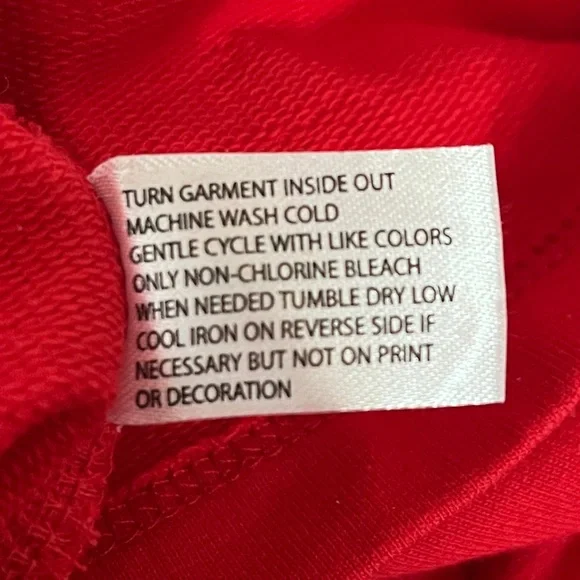 TURN GARMENT INSIDE OUT
MACHINE WASH COLD
GENTLE CYCLE WITH LIKE COLORS
ONLY NON-CHLORINE BLEACH
WHEN NEEDED TUMBLE DRY LOW
COOL IRON ON REVERSE SIDE IF
NECESSARY BUT NOT ON PRINT
OR DECORATION